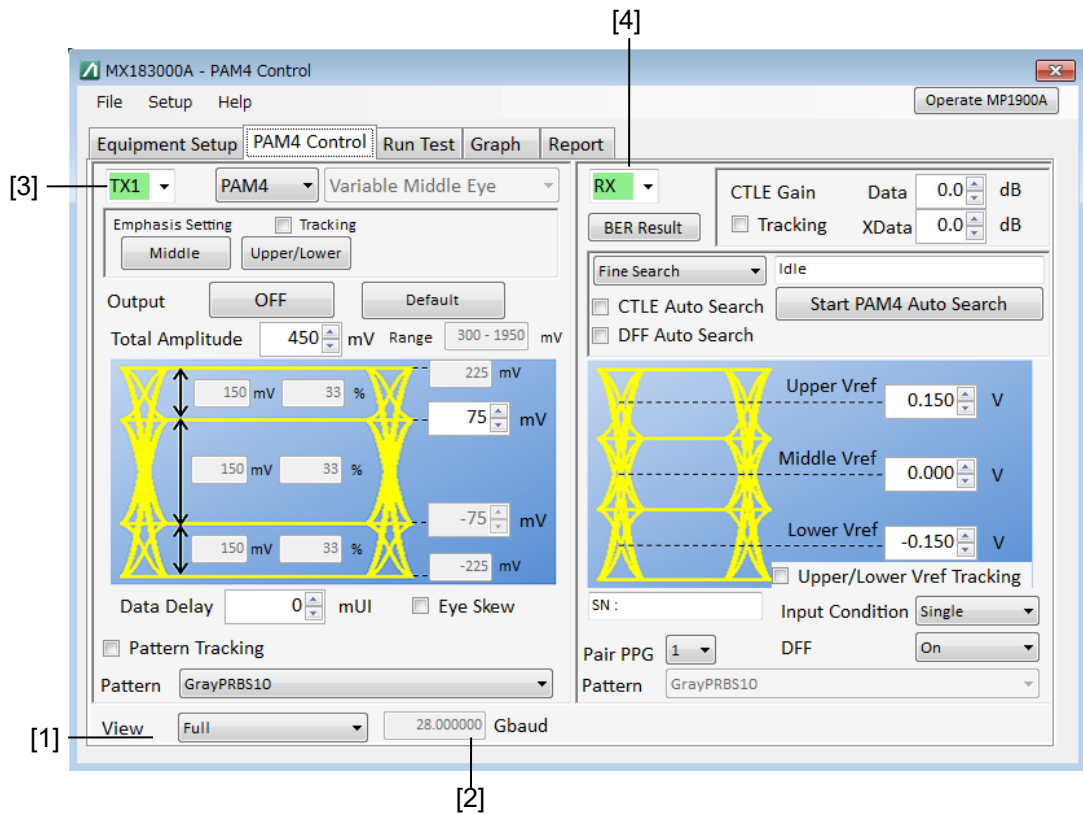 [4]
MX183000A - PAM4 Control
File Setup Help
Operate MP1900A
Equipment Setup PAM4 Control Run Test Graph Report
[3]
TX1 PAM4 Variable Middle Eye
Emphasis Setting Tracking
Middle Upper/Lower
Output OFF Default
Total Amplitude 450 mV Range 300 - 1950 mV
225 mV
150 mV 33 %
75 mV
150 mV 33 %
-75 mV
150 mV 33 %
-225 mV
Data Delay 0 mUI Eye Skew
Pattern Tracking
Pattern GrayPRBS10
RX
CTLE Gain Data 0.0 dB
BER Result
Tracking XData 0.0 dB
Fine Search Idle
CTLE Auto Search Start PAM4 Auto Search
DFF Auto Search
Upper Vref 0.150 V
Middle Vref 0.000 V
Lower Vref -0.150 V
Upper/Lower Vref Tracking
SN : Input Condition Single
Pair PPG 1 DFF On
Pattern GrayPRBS10
[1]
View Full 28.000000 Gbaud
[2]